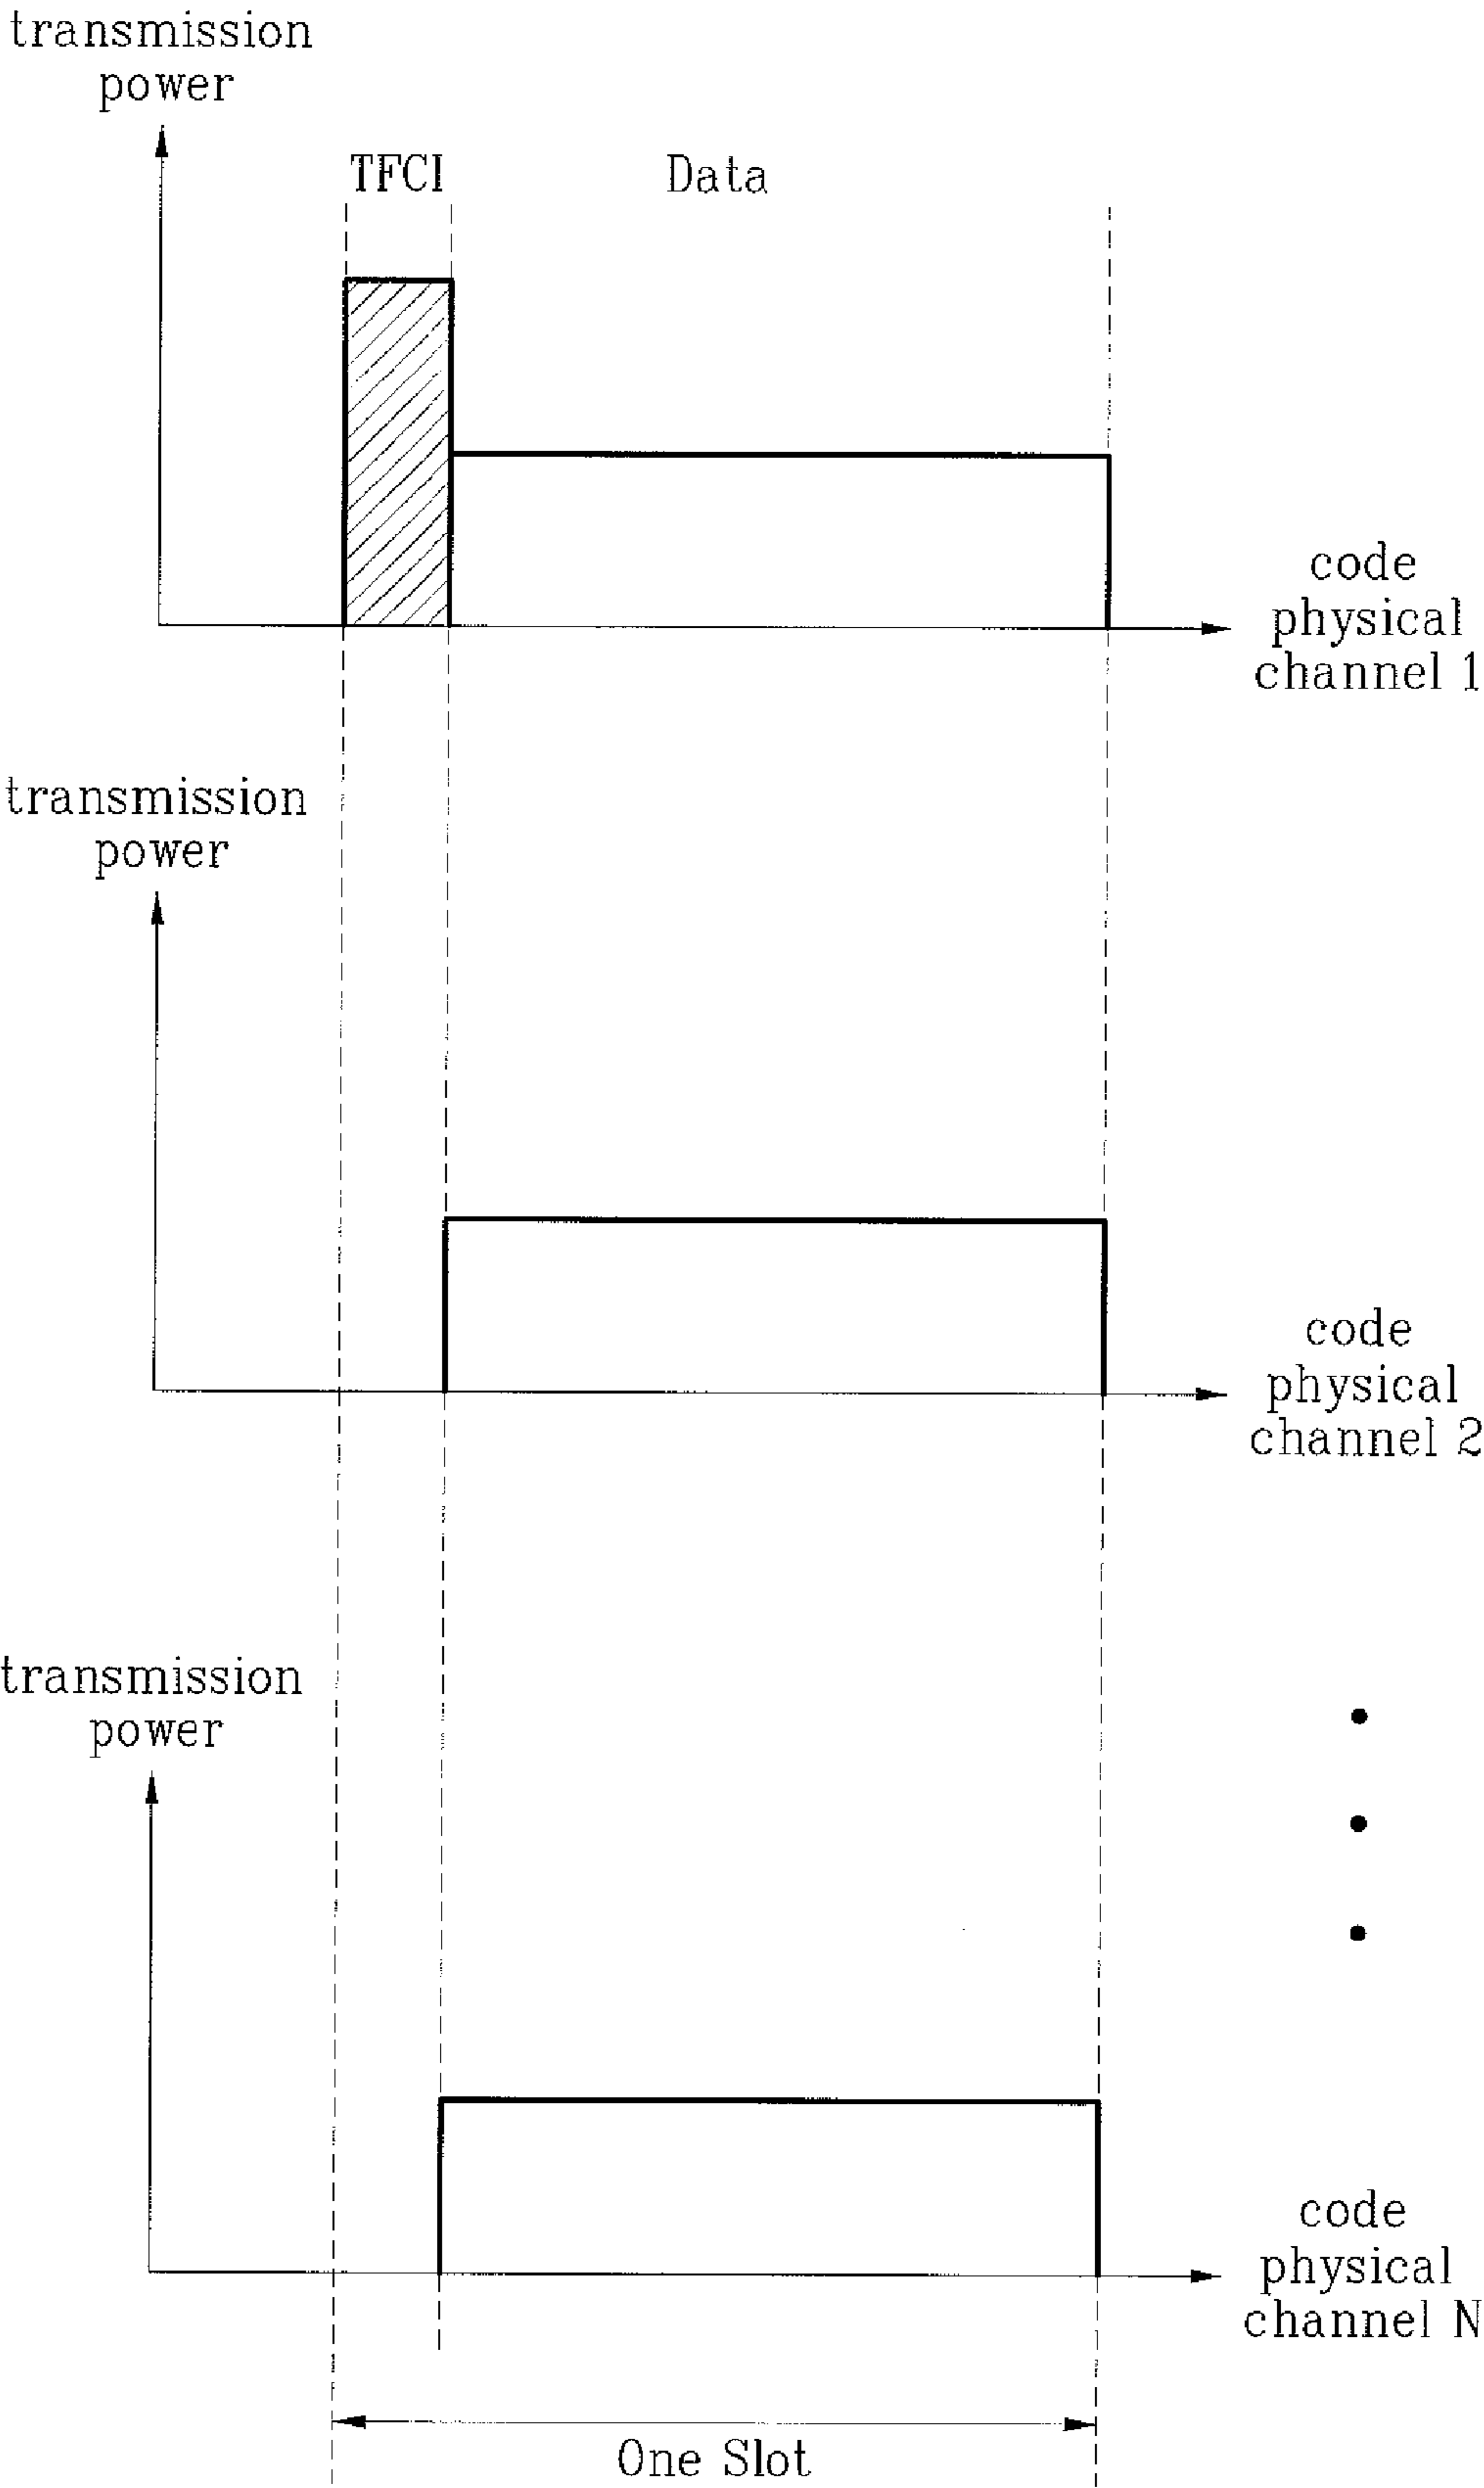 transmission
power
TFCI
Data
code
physical
channel 1
transmission
power
code
physical
channel 2
transmission
power
code
physical
channel N
One Slot